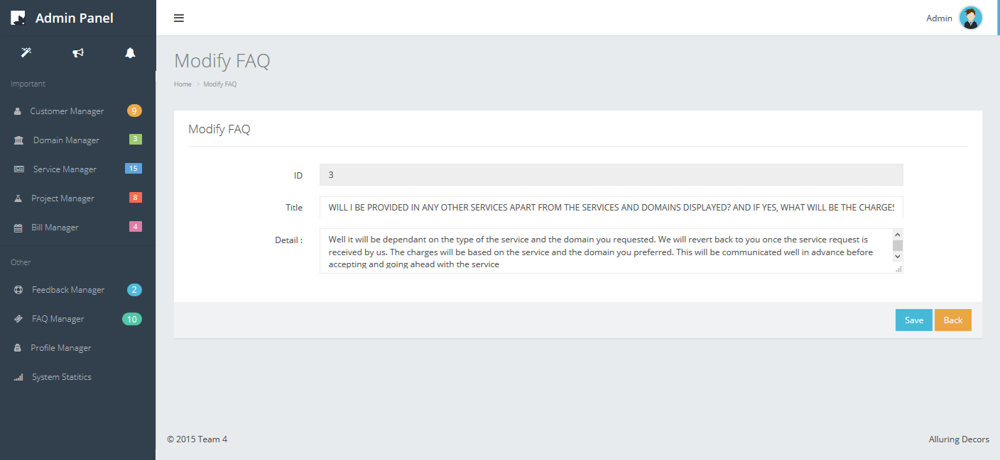 Admin Panel
Admin
Important
Customer Manager 9
Domain Manager 3
Service Manager 15
Project Manager 8
Bill Manager 4
Other
Feedback Manager 2
FAQ Manager 10
Profile Manager
System Statitics
Modify FAQ
Home > Modify FAQ
Modify FAQ
ID 3
Title WILL I BE PROVIDED IN ANY OTHER SERVICES APART FROM THE SERVICES AND DOMAINS DISPLAYED? AND IF YES, WHAT WILL BE THE CHARGES
Detail : Well it will be dependant on the type of the service and the domain you requested. We will revert back to you once the service request is
received by us. The charges will be based on the service and the domain you preferred. This will be communicated well in advance before
accepting and going ahead with the service
Save Back
© 2015 Team 4
Alluring Decors